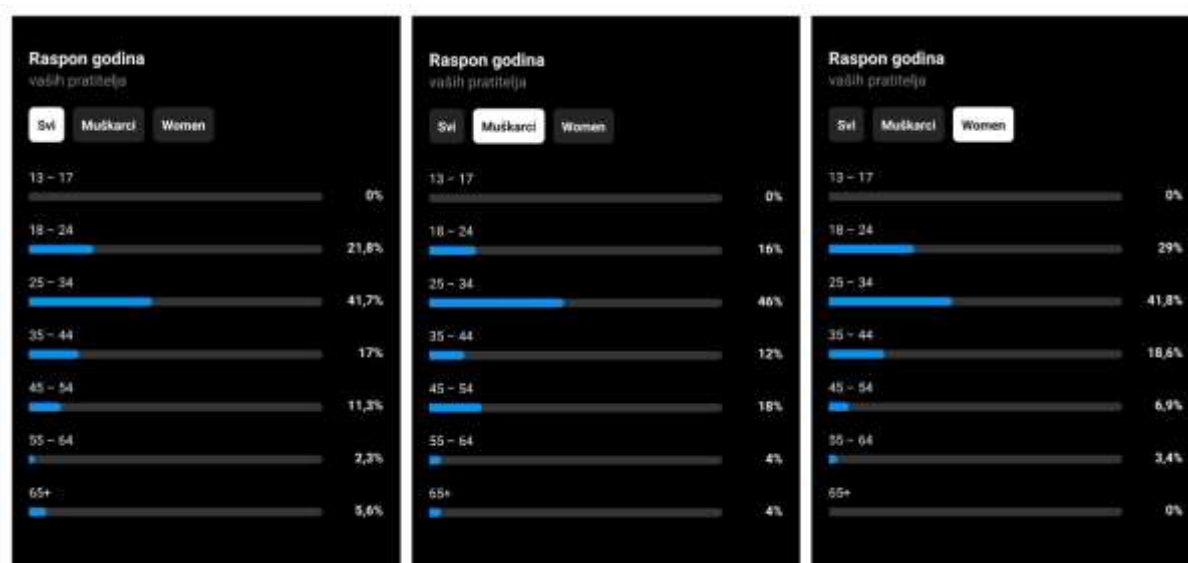 Raspon godina
vaših pratitelja
Svi Muškarci Women
13 – 17
0%
18 – 24
21,8%
25 – 34
41,7%
35 – 44
17%
45 – 54
11,3%
55 – 64
2,3%
65+
5,6%
Raspon godina
vaših pratitelja
Svi Muškarci Women
13 – 17
0%
18 – 24
16%
25 – 34
46%
35 – 44
12%
45 – 54
18%
55 – 64
4%
65+
4%
Raspon godina
vaših pratitelja
Svi Muškarci Women
13 – 17
0%
18 – 24
29%
25 – 34
41,8%
35 – 44
18,6%
45 – 54
6,9%
55 – 64
3,4%
65+
0%